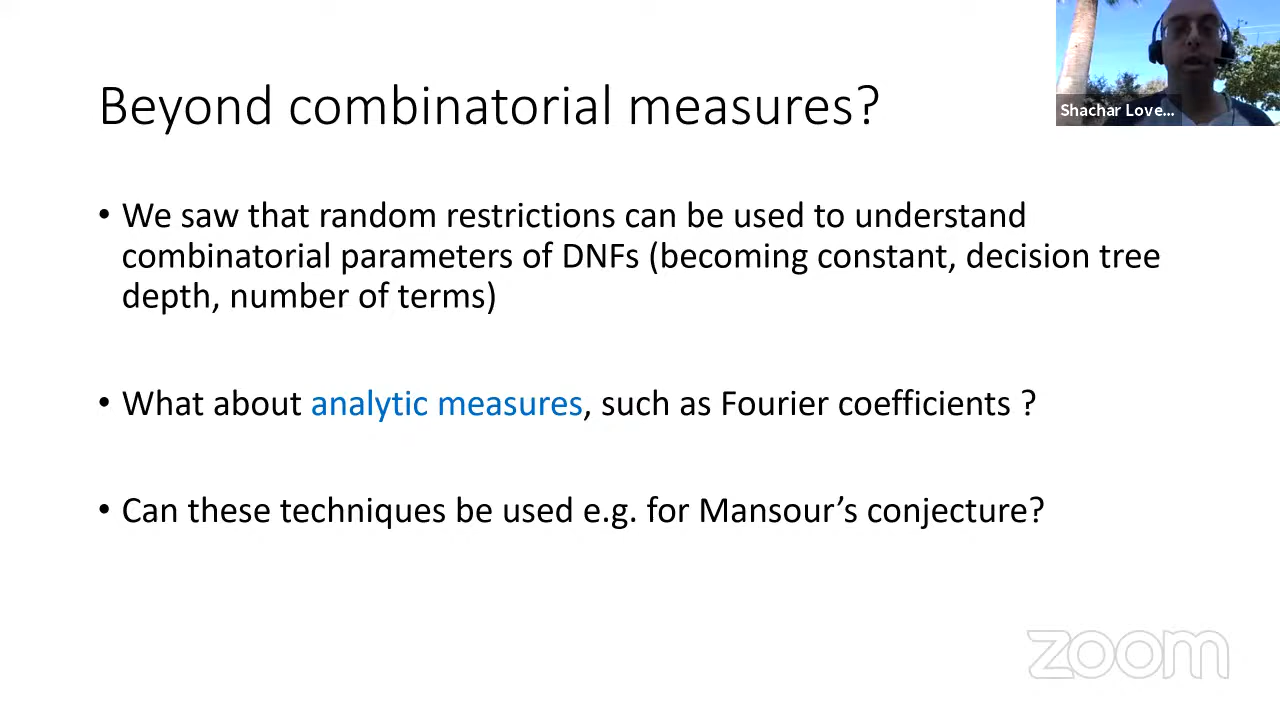 Beyond combinatorial measures?
Shachar Love...
• We saw that random restrictions can be used to understand
combinatorial parameters of DNFs (becoming constant, decision tree
depth, number of terms)
• What about analytic measures, such as Fourier coefficients ?
• Can these techniques be used e.g. for Mansour’s conjecture?
zoom